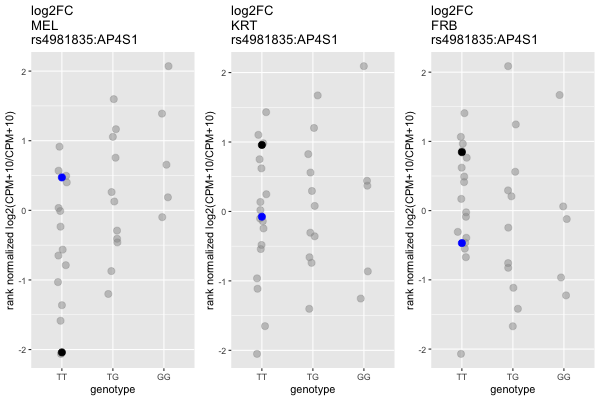 log2FC
MEL
rs4981835:AP4S1
rank normalized log2(CPM+10/CPM+10)
2
1
0
-1
-2
TT
TG
GG
genotype
log2FC
KRT
rs4981835:AP4S1
rank normalized log2(CPM+10/CPM+10)
2
1
0
-1
-2
TT
TG
GG
genotype
log2FC
FRB
rs4981835:AP4S1
rank normalized log2(CPM+10/CPM+10)
2
1
0
-1
-2
TT
TG
GG
genotype